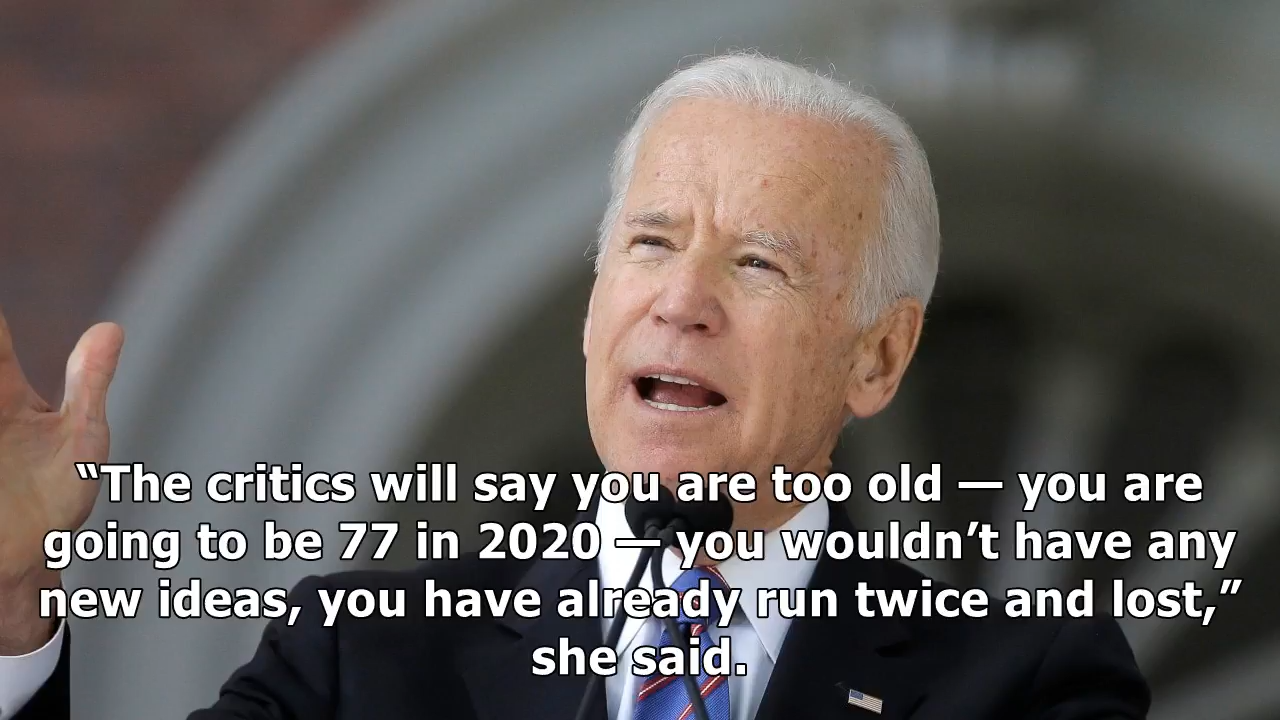 “The critics will say you are too old — you are
going to be 77 in 2020 — you wouldn’t have any
new ideas, you have already run twice and lost,”
she said.